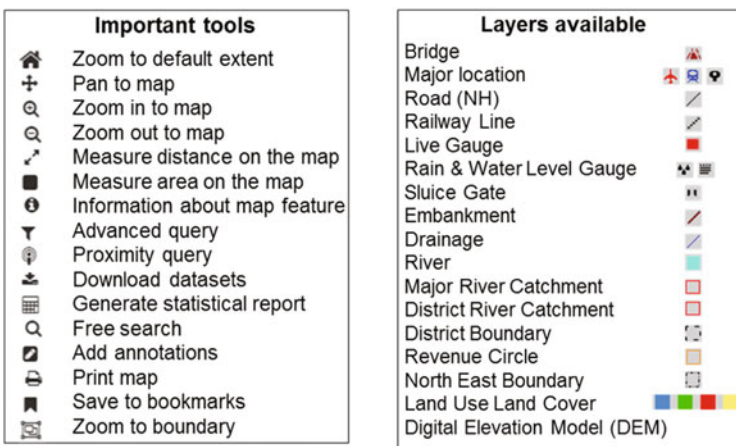 Important tools
Zoom to default extent
Pan to map
Zoom in to map
Zoom out to map
Measure distance on the map
Measure area on the map
Information about map feature
Advanced query
Proximity query
Download datasets
Generate statistical report
Free search
Add annotations
Print map
Save to bookmarks
Zoom to boundary
Layers available
Bridge
Major location
Road (NH)
Railway Line
Live Gauge
Rain & Water Level Gauge
Sluice Gate
Embankment
Drainage
River
Major River Catchment
District River Catchment
District Boundary
Revenue Circle
North East Boundary
Land Use Land Cover
Digital Elevation Model (DEM)